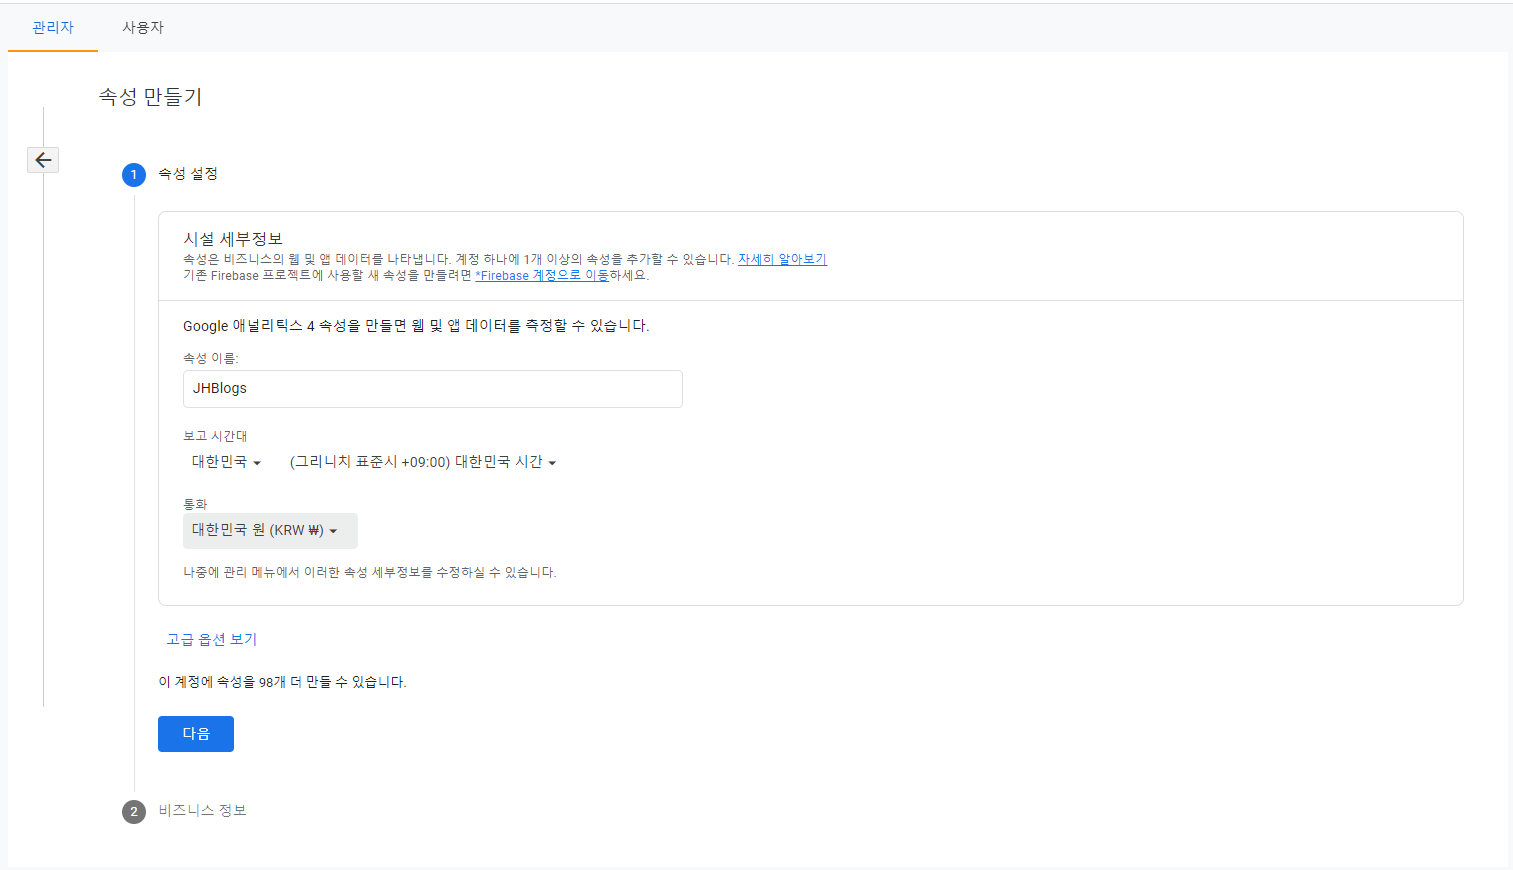 관리자
사용자
속성 만들기
1 속성 설정
시설 세부정보
속성은 비즈니스의 웹 및 앱 데이터를 나타냅니다. 계정 하나에 1개 이상의 속성을 추가할 수 있습니다. 자세히 알아보기
기존 Firebase 프로젝트에 사용할 새 속성을 만들려면 *Firebase 계정으로 이동하세요.
Google 애널리틱스 4 속성을 만들면 웹 및 앱 데이터를 측정할 수 있습니다.
속성 이름:
JHBlogs
보고 시간대
대한민국 (그리니치 표준시 +09:00) 대한민국 시간
통화
대한민국 원 (KRW ₩)
나중에 관리 메뉴에서 이러한 속성 세부정보를 수정하실 수 있습니다.
고급 옵션 보기
이 계정에 속성을 98개 더 만들 수 있습니다.
다음
2 비즈니스 정보